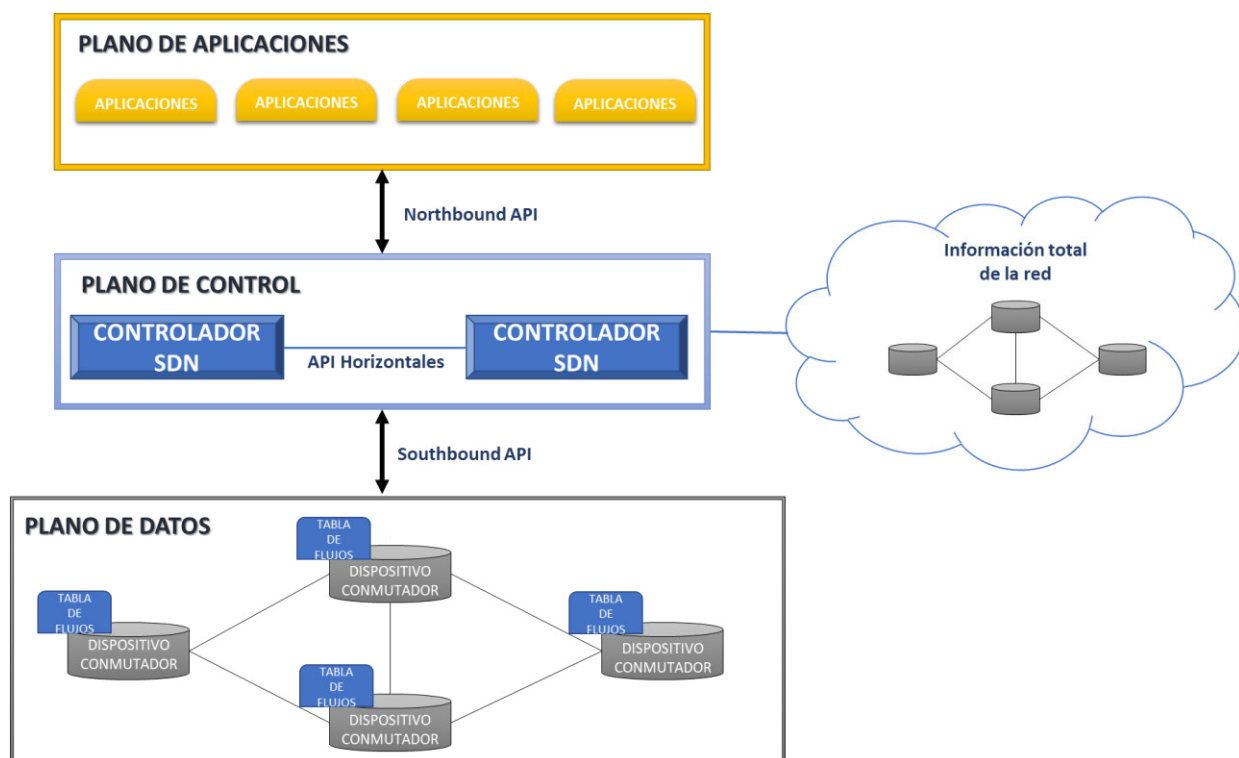 PLANO DE APLICACIONES
APLICACIONES
APLICACIONES
APLICACIONES
APLICACIONES
Northbound API
PLANO DE CONTROL
CONTROLADOR
SDN
API Horizontales
CONTROLADOR
SDN
Información total
de la red
Southbound API
PLANO DE DATOS
TABLA
DE
FLUJOS
DISPOSITIVO
CONMUTADOR
TABLA
DE
FLUJOS
DISPOSITIVO
CONMUTADOR
TABLA
DE
FLUJOS
DISPOSITIVO
CONMUTADOR
TABLA
DE
FLUJOS
DISPOSITIVO
CONMUTADOR